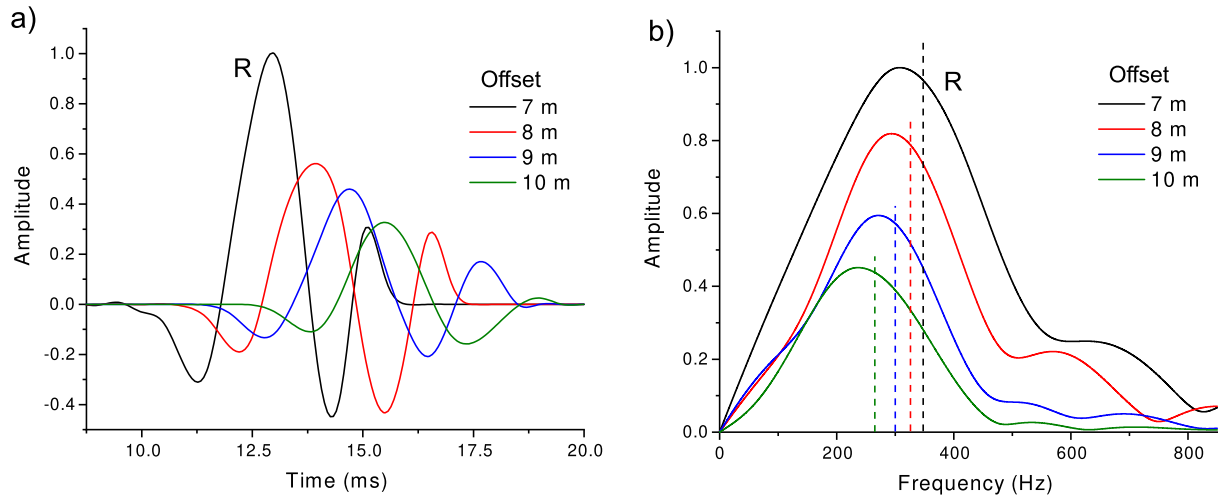 a)
R
Offset
7 m
8 m
9 m
10 m
1.0
0.8
0.6
0.4
0.2
0.0
-0.2
-0.4
Amplitude
10.0 12.5 15.0 17.5 20.0
Time (ms)
b)
R
Offset
7 m
8 m
9 m
10 m
1.0
0.8
0.6
0.4
0.2
0.0
Amplitude
0 200 400 600 800
Frequency (Hz)